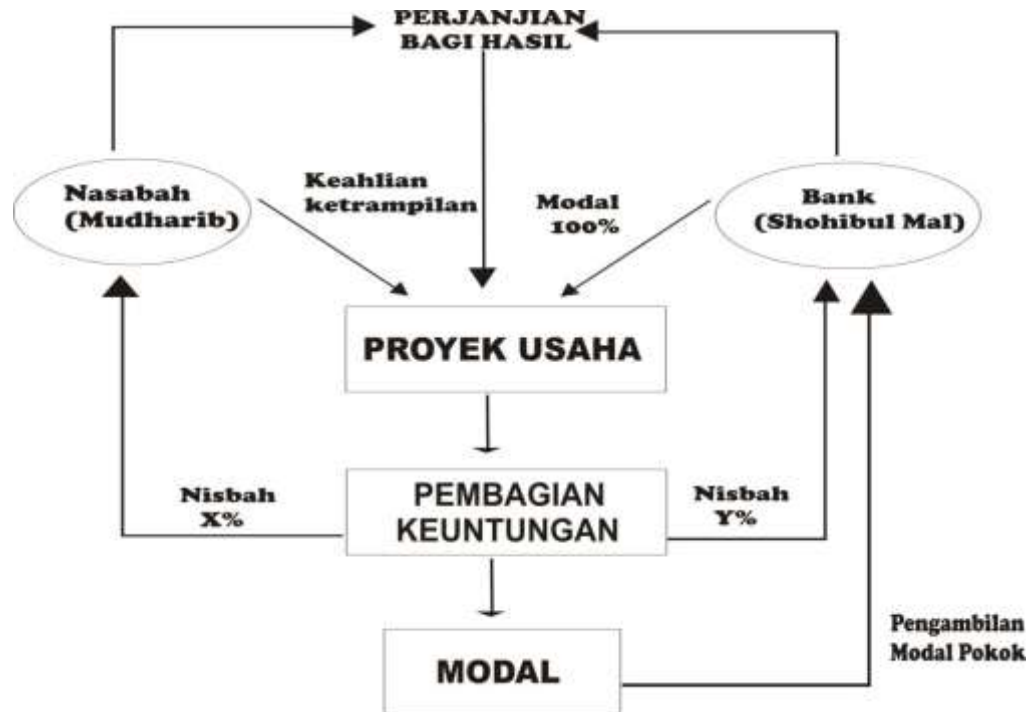 PERJANJIAN
BAGI HASIL
Nasabah
(Mudharib)
Keahlian
ketrampilan
Modal
100%
Bank
(Shohibul Mal)
PROYEK USAHA
Nisbah
X%
PEMBAGIAN
KEUNTUNGAN
Nisbah
Y%
MODAL
Pengambilan
Modal Pokok